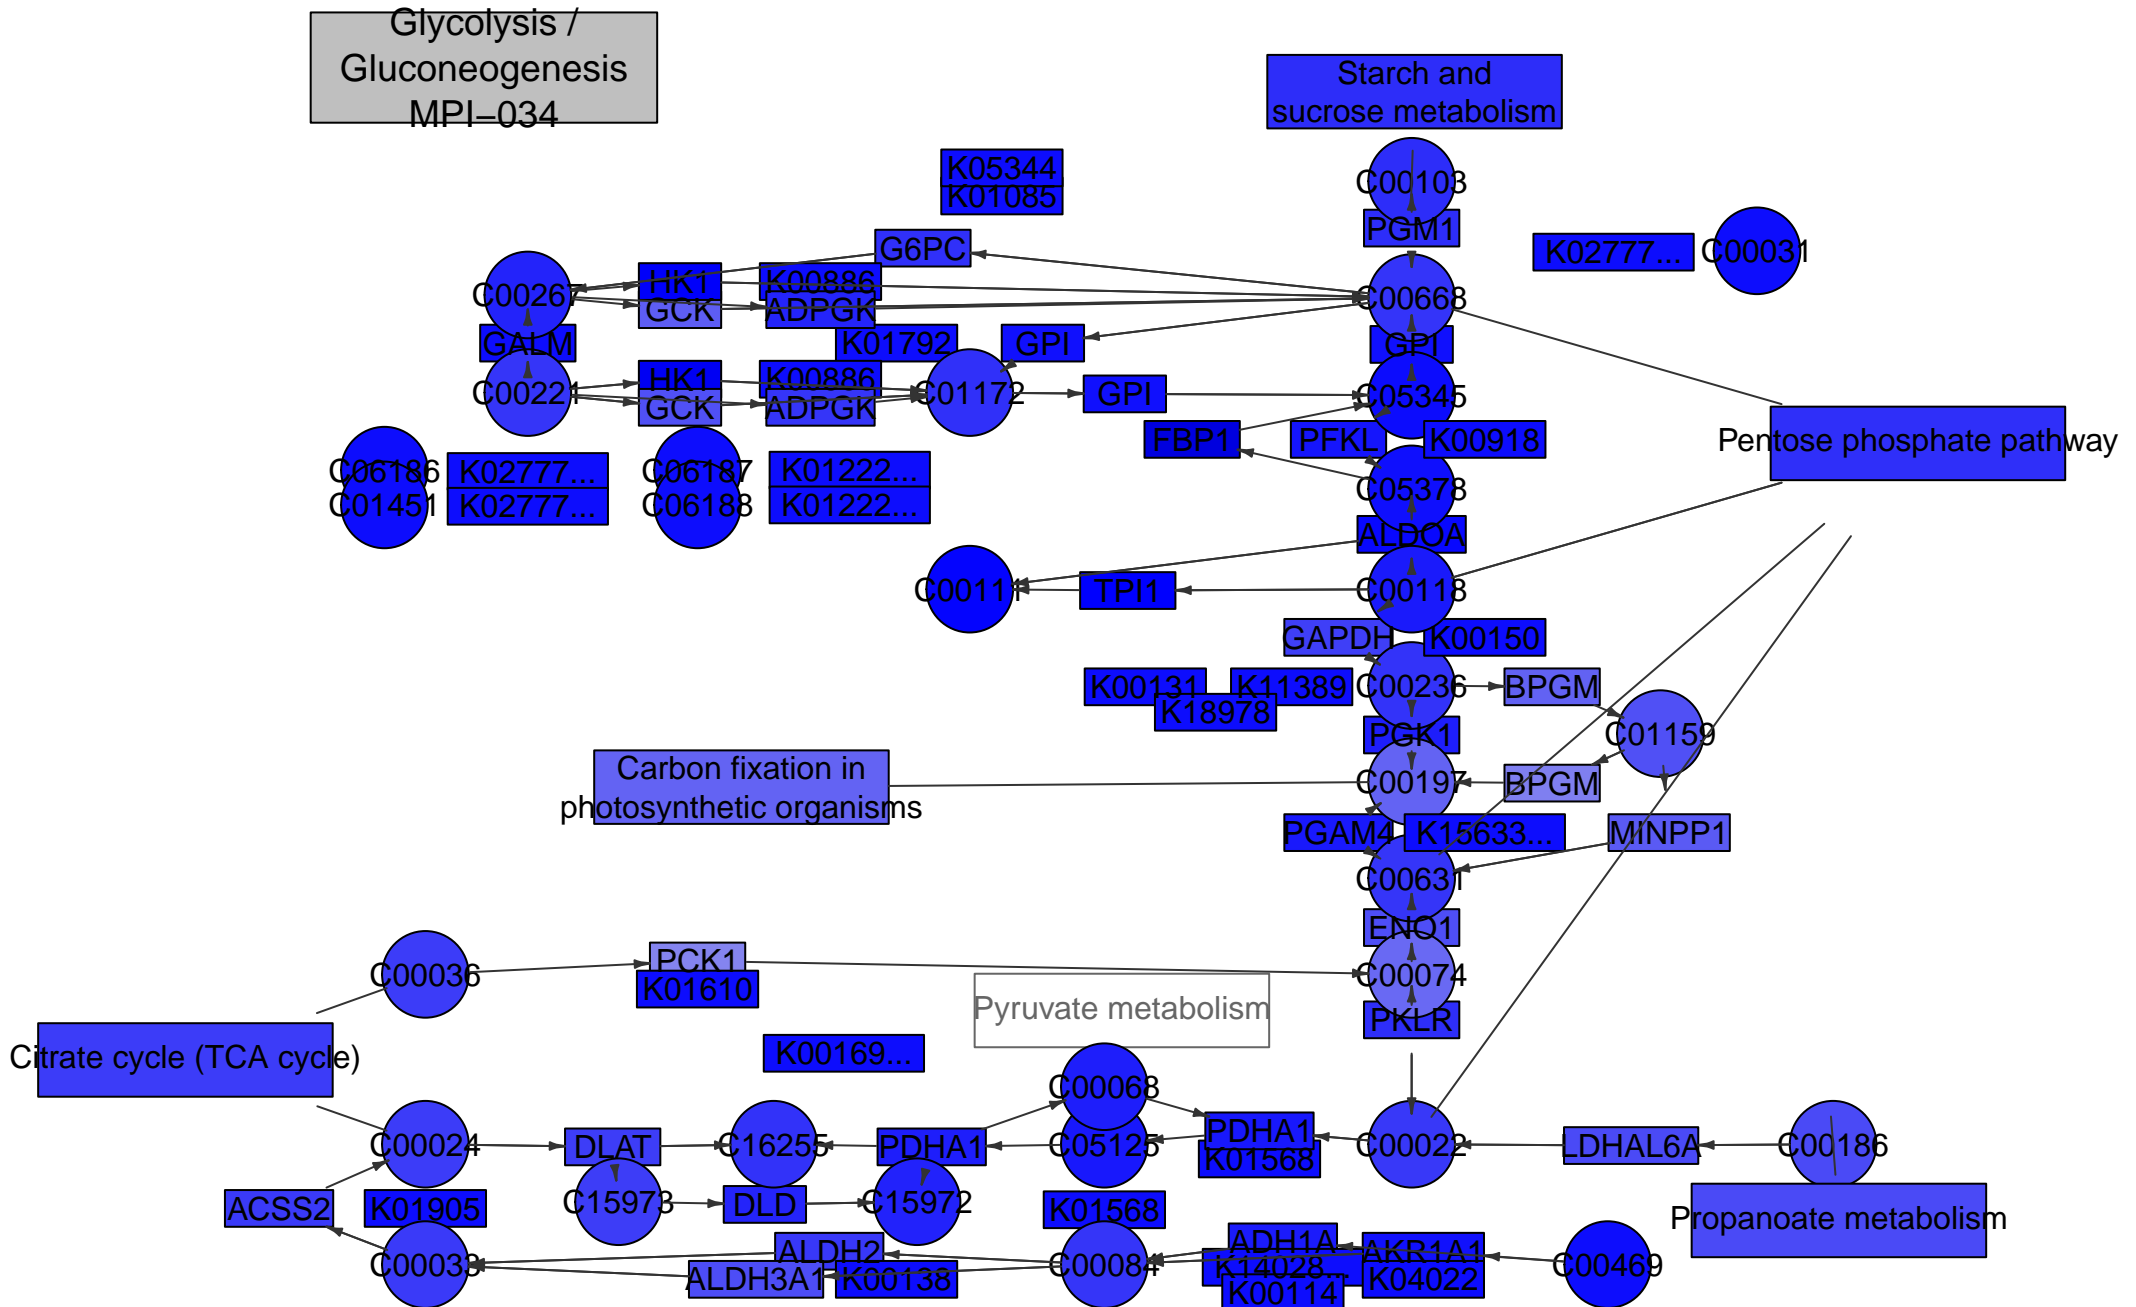 Glycolysis /
Gluconeogenesis
MPI−034
Starch and
sucrose metabolism
K05344
K01085
C00103
PGM1
G6PC
K02777...
C00031
C00267
HK1
K00886
GCK
ADPGK
C00668
GALM
K01792
GPI
GPI
C00221
HK1
K00886
GCK
ADPGK
C01172
GPI
C05345
FBP1
PFKL
K00918
Pentose phosphate pathway
C06186
K02777...
C06187
K01222...
C01451
K02777...
C06188
K01222...
C05378
ALDOA
C00111
TPI1
C00118
GAPDH
K00150
K00131
K11389
K18978
C00236
BPGM
PGK1
C01159
Carbon fixation in
photosynthetic organisms
C00197
BPGM
PGAM4
K15633...
MINPP1
C00631
ENO1
C00036
PCK1
K01610
C00074
Pyruvate metabolism
PKLR
Citrate cycle (TCA cycle)
K00169...
C00068
C00024
DLAT
C16255
PDHA1
C05125
PDHA1
K01568
C00022
LDHAL6A
C00186
ACSS2
K01905
C15973
DLD
C15972
K01568
Propanoate metabolism
C00033
ALDH2
ALDH3A1
K00138
C00084
ADH1A
K14028...
K00114
AKR1A1
K04022
C00469